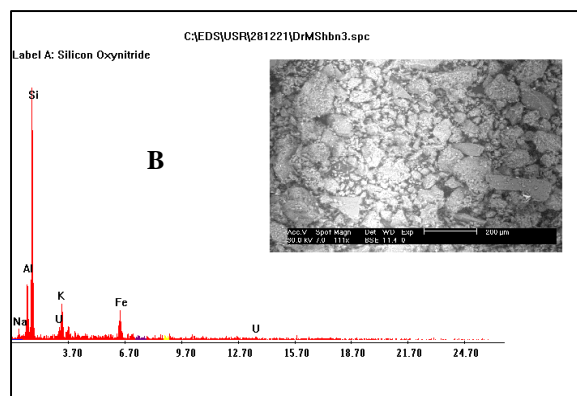 C:\EDS\USR\281221\DrMShbn3.spc
Label A: Silicon Oxynitride
Si
B
Al
K
Fe
Na
U
U
Acc.V Spot Magn Det WD Exp 200 µm
30.0 kV 7.0 111x BSE 11.4 0
3.70 6.70 9.70 12.70 15.70 18.70 21.70 24.70